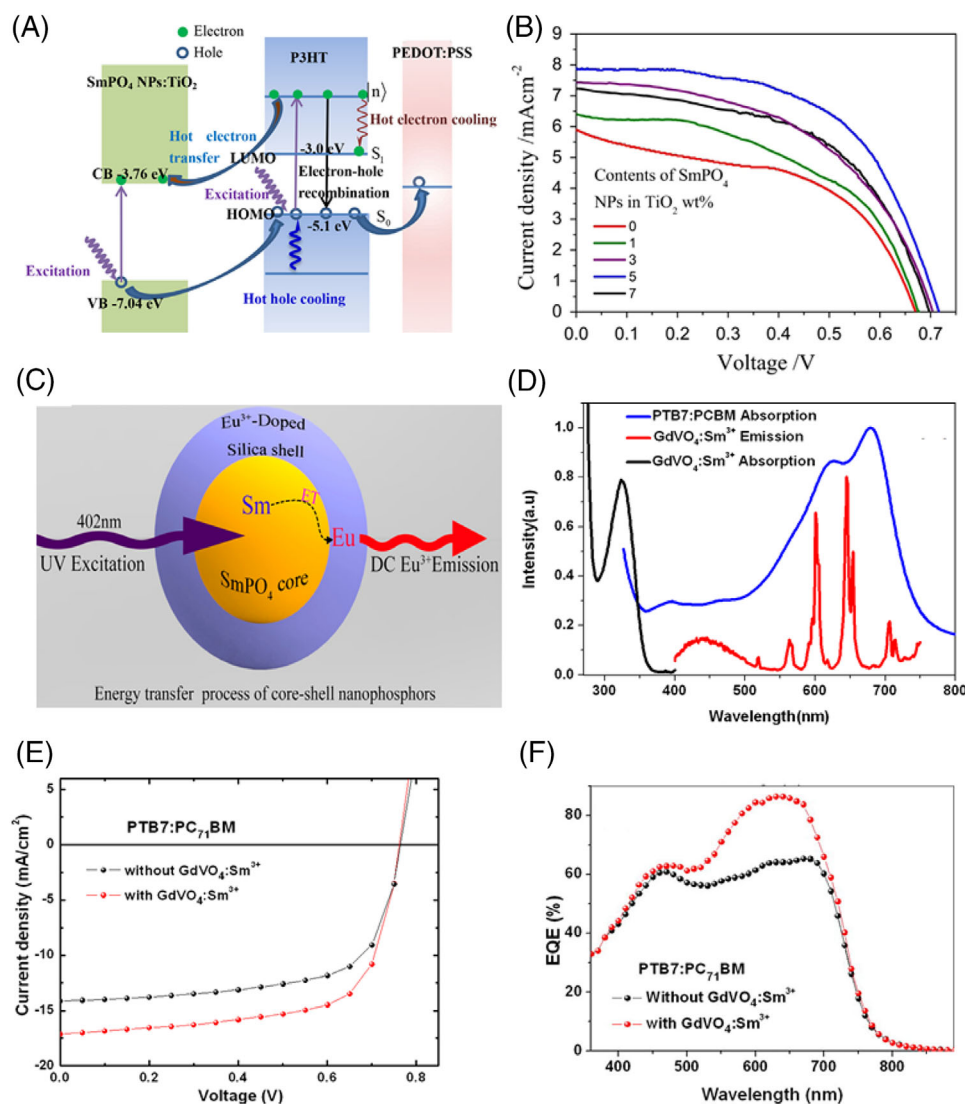 (A)
Electron
Hole
P3HT
PEDOT:PSS
SmPO₄ NPs:TiO₂
|n⟩
Hot electron
transfer
Hot electron cooling
LUMO
-3.0 eV
S₁
CB -3.76 eV
Electron-hole
recombination
Excitation
HOMO
-5.1 eV
S₀
Excitation
VB -7.04 eV
Hot hole cooling
(B)
Current density /mAcm⁻²
9
8
7
6
5
4
3
2
1
0
Contents of SmPO₄
NPs in TiO₂ wt%
0
1
3
5
7
0.0 0.1 0.2 0.3 0.4 0.5 0.6 0.7
Voltage /V
(C)
Eu³⁺-Doped
Silica shell
Sm
ET
Eu
402nm
UV Excitation
DC Eu³⁺Emission
SmPO₄ core
Energy transfer process of core-shell nanophosphors
(D)
PTB7:PCBM Absorption
GdVO₄:Sm³⁺ Emission
GdVO₄:Sm³⁺ Absorption
Intensity(a.u)
1.0
0.8
0.6
0.4
0.2
0.0
300 400 500 600 700 800
Wavelength(nm)
(E)
Current density (mA/cm²)
5
0
-5
-10
-15
-20
PTB7:PC₇₁BM
without GdVO₄:Sm³⁺
with GdVO₄:Sm³⁺
0.0 0.2 0.4 0.6 0.8
Voltage (V)
(F)
EQE (%)
80
60
40
20
0
PTB7:PC₇₁BM
Without GdVO₄:Sm³⁺
with GdVO₄:Sm³⁺
400 500 600 700 800
Wavelength (nm)